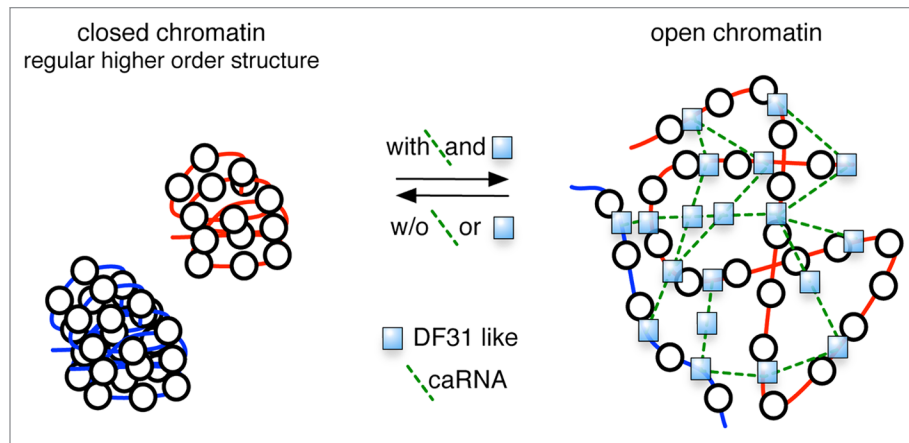 closed chromatin
regular higher order structure
open chromatin
with and
w/o or
DF31 like
caRNA